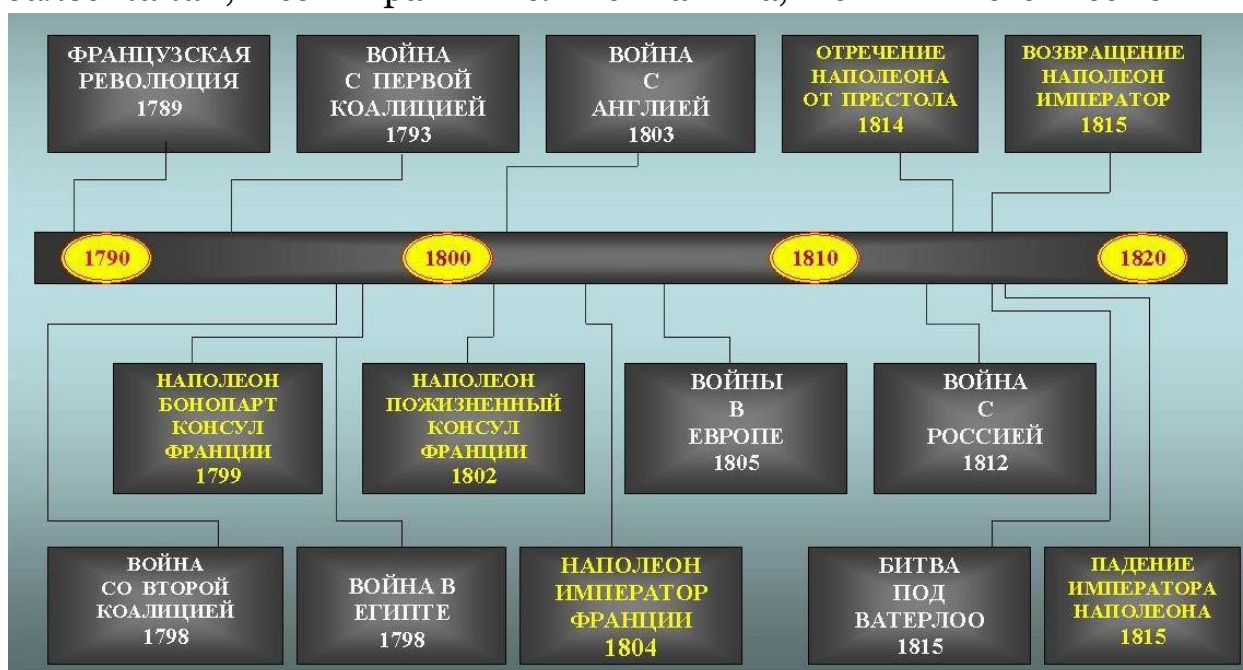 ФРАНЦУЗСКАЯ
РЕВОЛЮЦИЯ
1789
ВОЙНА
С ПЕРВОЙ
КОАЛИЦИЕЙ
1793
ВОЙНА
С
АНГЛИЕЙ
1803
ОТРЕЧЕНИЕ
НАПОЛЕОНА
ОТ ПРЕСТОЛА
1814
ВОЗВРАЩЕНИЕ
НАПОЛЕОН
ИМПЕРАТОР
1815
1790
1800
1810
1820
НАПОЛЕОН
БОНОПАРТ
КОНСУЛ
ФРАНЦИИ
1799
НАПОЛЕОН
ПОЖИЗНЕННЫЙ
КОНСУЛ
ФРАНЦИИ
1802
ВОЙНЫ
В
ЕВРОПЕ
1805
ВОЙНА
С
РОССИЕЙ
1812
ВОЙНА
СО ВТОРОЙ
КОАЛИЦИЕЙ
1798
ВОЙНА В
ЕГИПТЕ
1798
НАПОЛЕОН
ИМПЕРАТОР
ФРАНЦИИ
1804
БИТВА
ПОД
ВАТЕРЛОО
1815
ПАДЕНИЕ
ИМПЕРАТОРА
НАПОЛЕОНА
1815